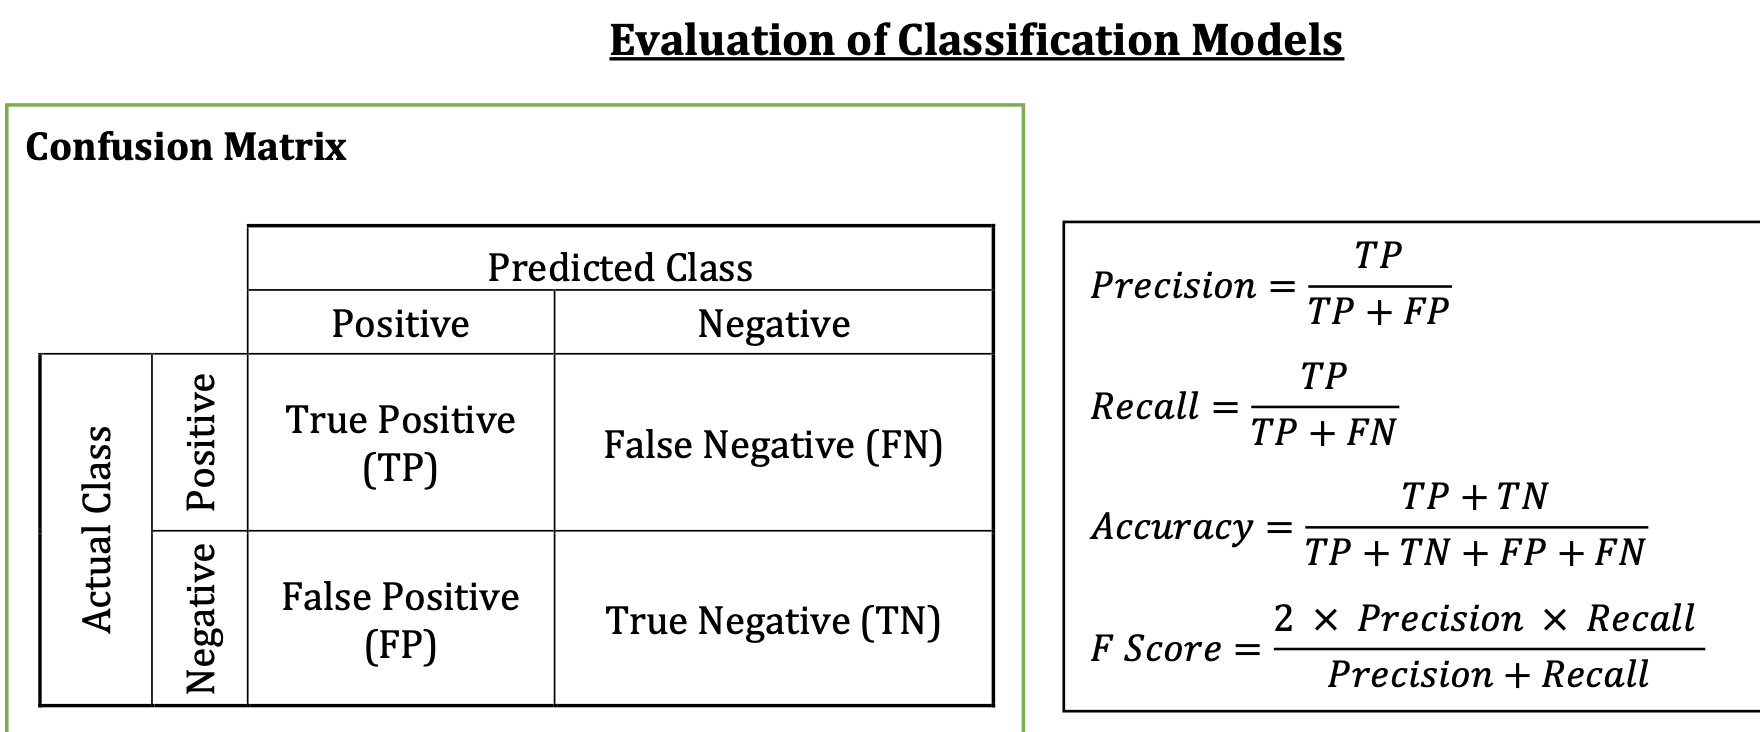 Evaluation of Classification Models
Confusion Matrix
Predicted Class
Positive Negative
Actual Class
Positive
True Positive
(TP)
False Negative (FN)
Negative
False Positive
(FP)
True Negative (TN)
Precision = TP / (TP + FP)
Recall = TP / (TP + FN)
Accuracy = (TP + TN) / (TP + TN + FP + FN)
F Score = (2 × Precision × Recall) / (Precision + Recall)